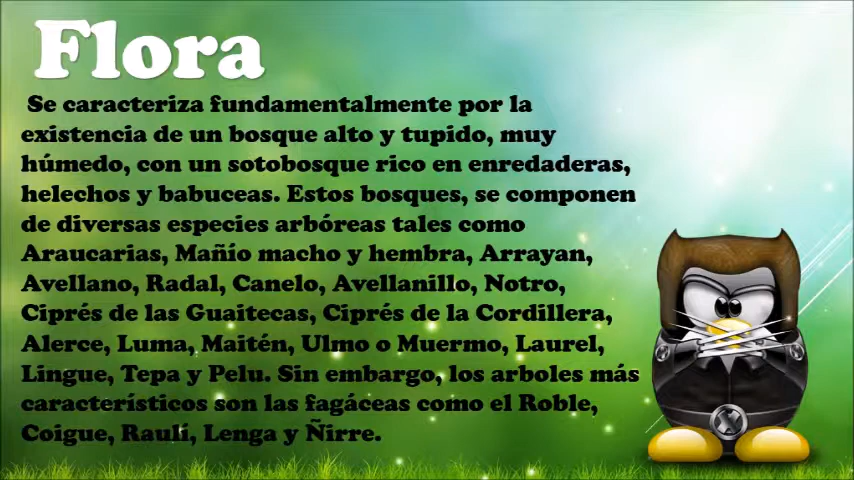 Flora
Se caracteriza fundamentalmente por la
existencia de un bosque alto y tupido, muy
húmedo, con un sotobosque rico en enredaderas,
helechos y babuceas. Estos bosques, se componen
de diversas especies arbóreas tales como
Araucarias, Mañío macho y hembra, Arrayan,
Avellano, Radal, Canelo, Avellanillo, Notro,
Ciprés de las Guaitecas, Ciprés de la Cordillera,
Alerce, Luma, Maitén, Ulmo o Muermo, Laurel,
Lingue, Tepa y Pelu. Sin embargo, los arboles más
característicos son las fagáceas como el Roble,
Coigue, Raulí, Lenga y Ñirre.
X